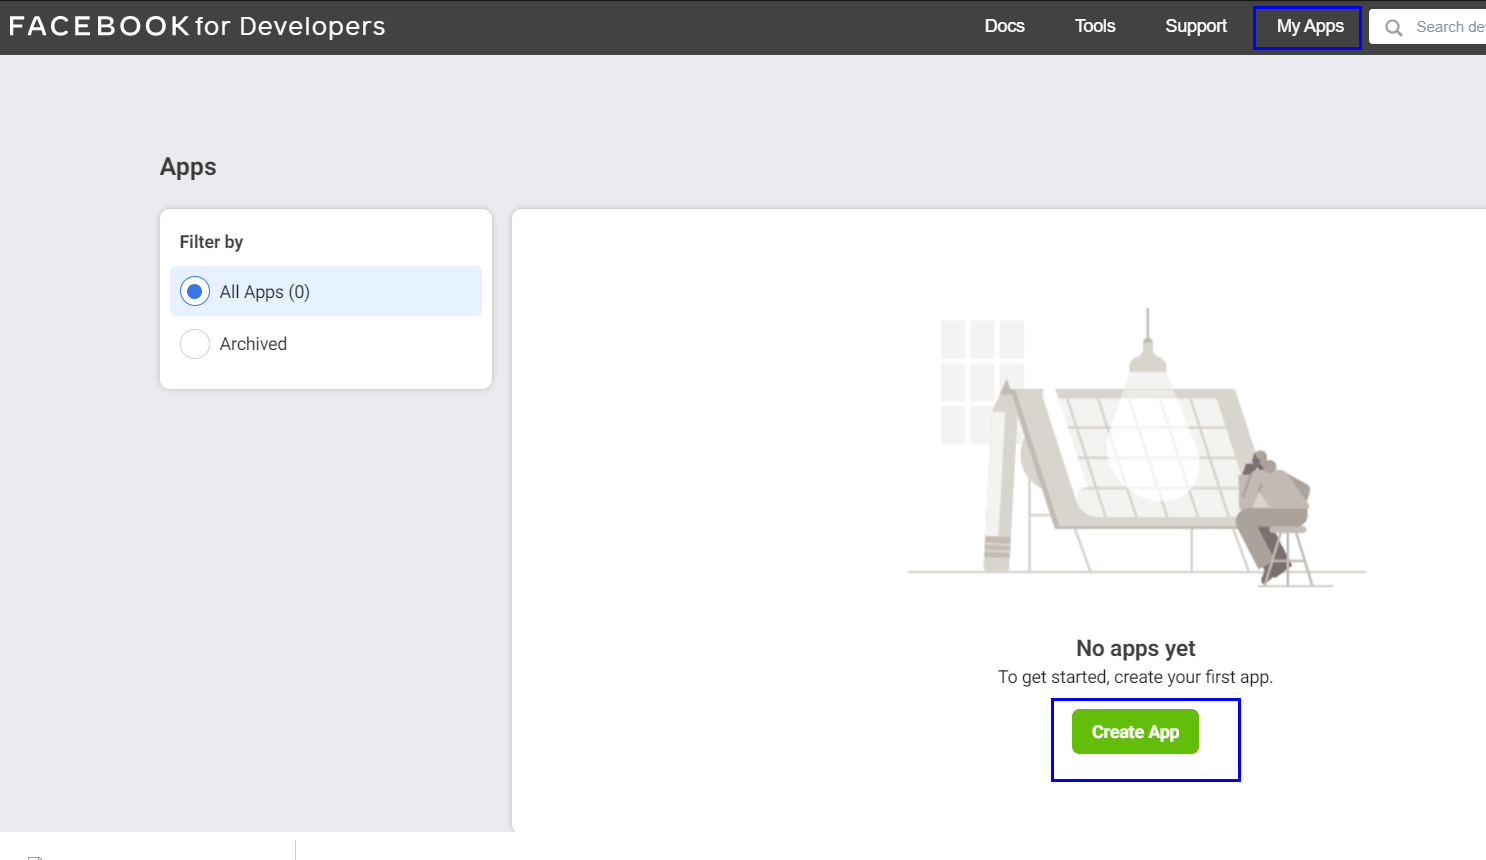 FACEBOOK for Developers
Docs
Tools
Support
My Apps
Search de
Apps
Filter by
All Apps (0)
Archived
No apps yet
To get started, create your first app.
Create App